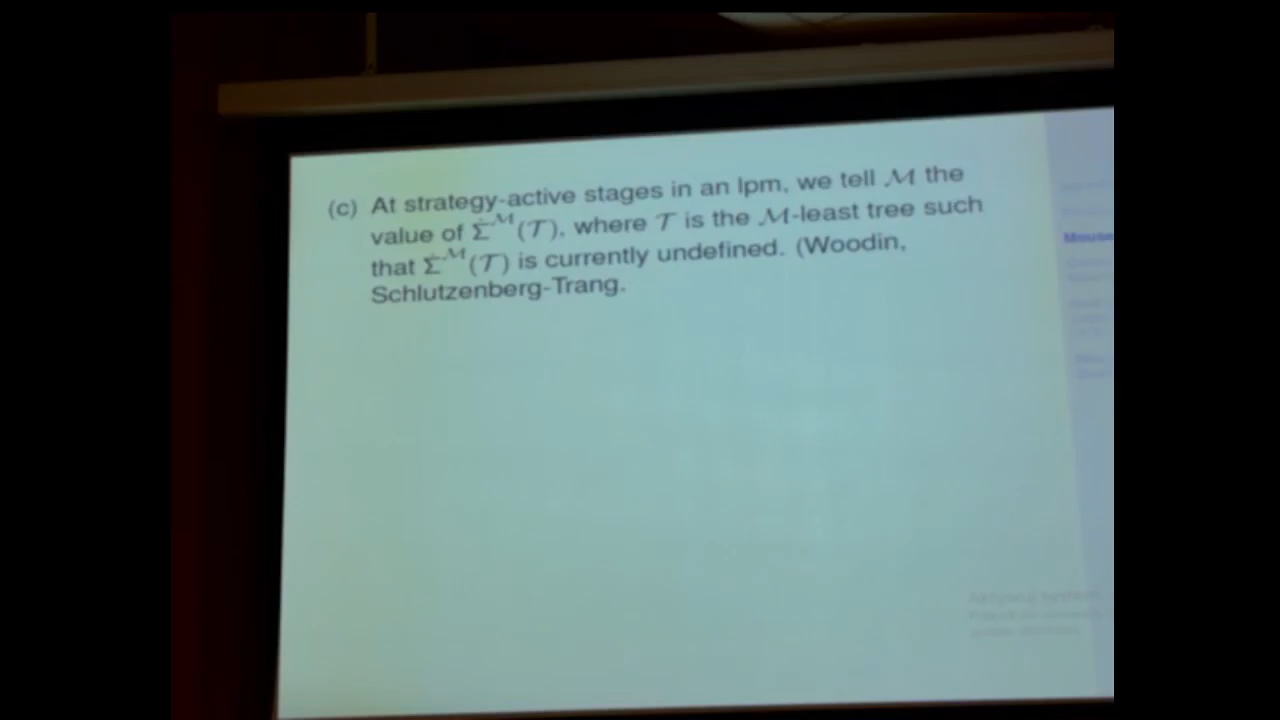 (c) At strategy-active stages in an lpm, we tell ℳ the
value of Σ̇^ℳ(𝒯), where 𝒯 is the ℳ-least tree such
that Σ̇^ℳ(𝒯) is currently undefined. (Woodin,
Schlutzenberg-Trang.
Mouse